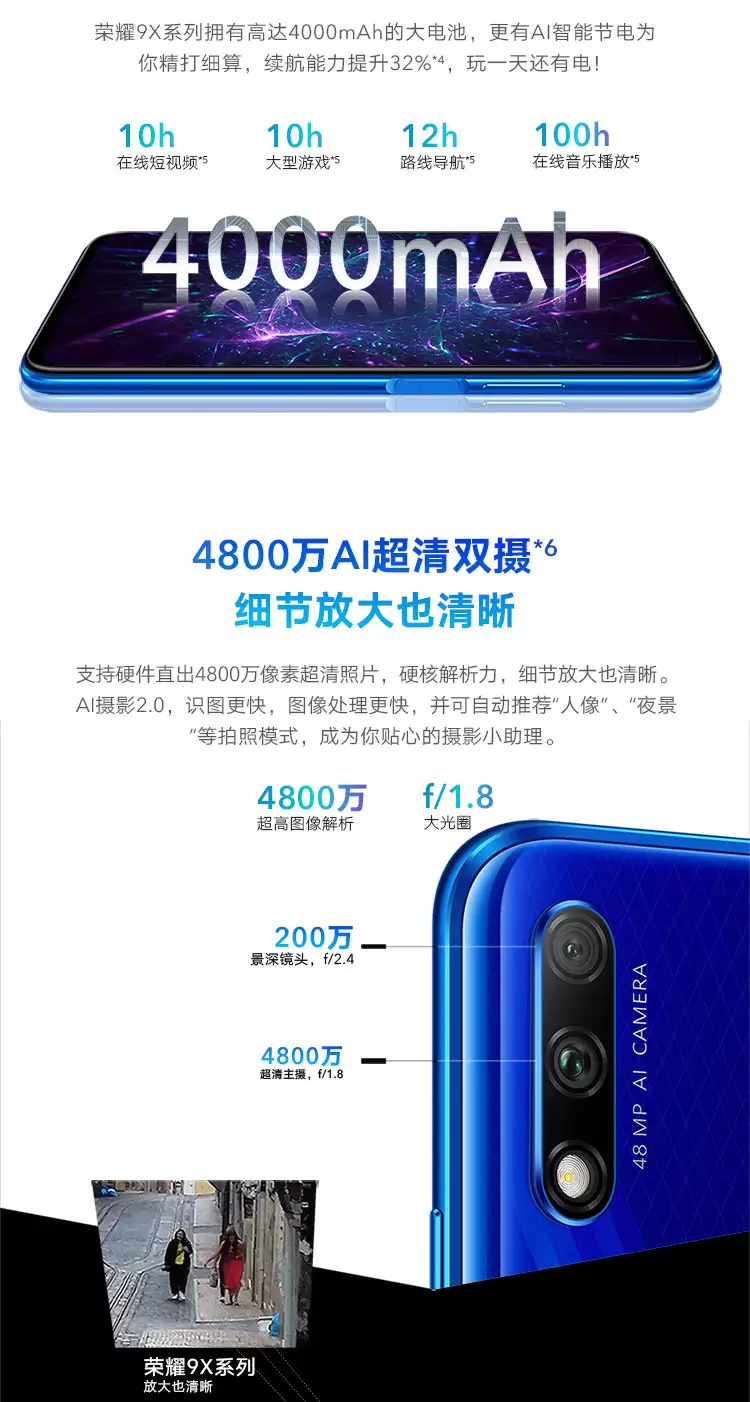 荣耀9X系列拥有高达4000mAh的大电池，更有AI智能节电为
你精打细算，续航能力提升32%*4，玩一天还有电！
10h 10h 12h 100h
在线短视频*5 大型游戏*5 路线导航*5 在线音乐播放*5
4000mAh
4800万AI超清双摄*6
细节放大也清晰
支持硬件直出4800万像素超清照片，硬核解析力，细节放大也清晰。
AI摄影2.0，识图更快，图像处理更快，并可自动推荐“人像”、“夜景
”等拍照模式，成为你贴心的摄影小助理。
4800万 f/1.8
超高图像解析 大光圈
200万
景深镜头，f/2.4
4800万
超清主摄，f/1.8
48 MP AI CAMERA
荣耀9X系列
放大也清晰